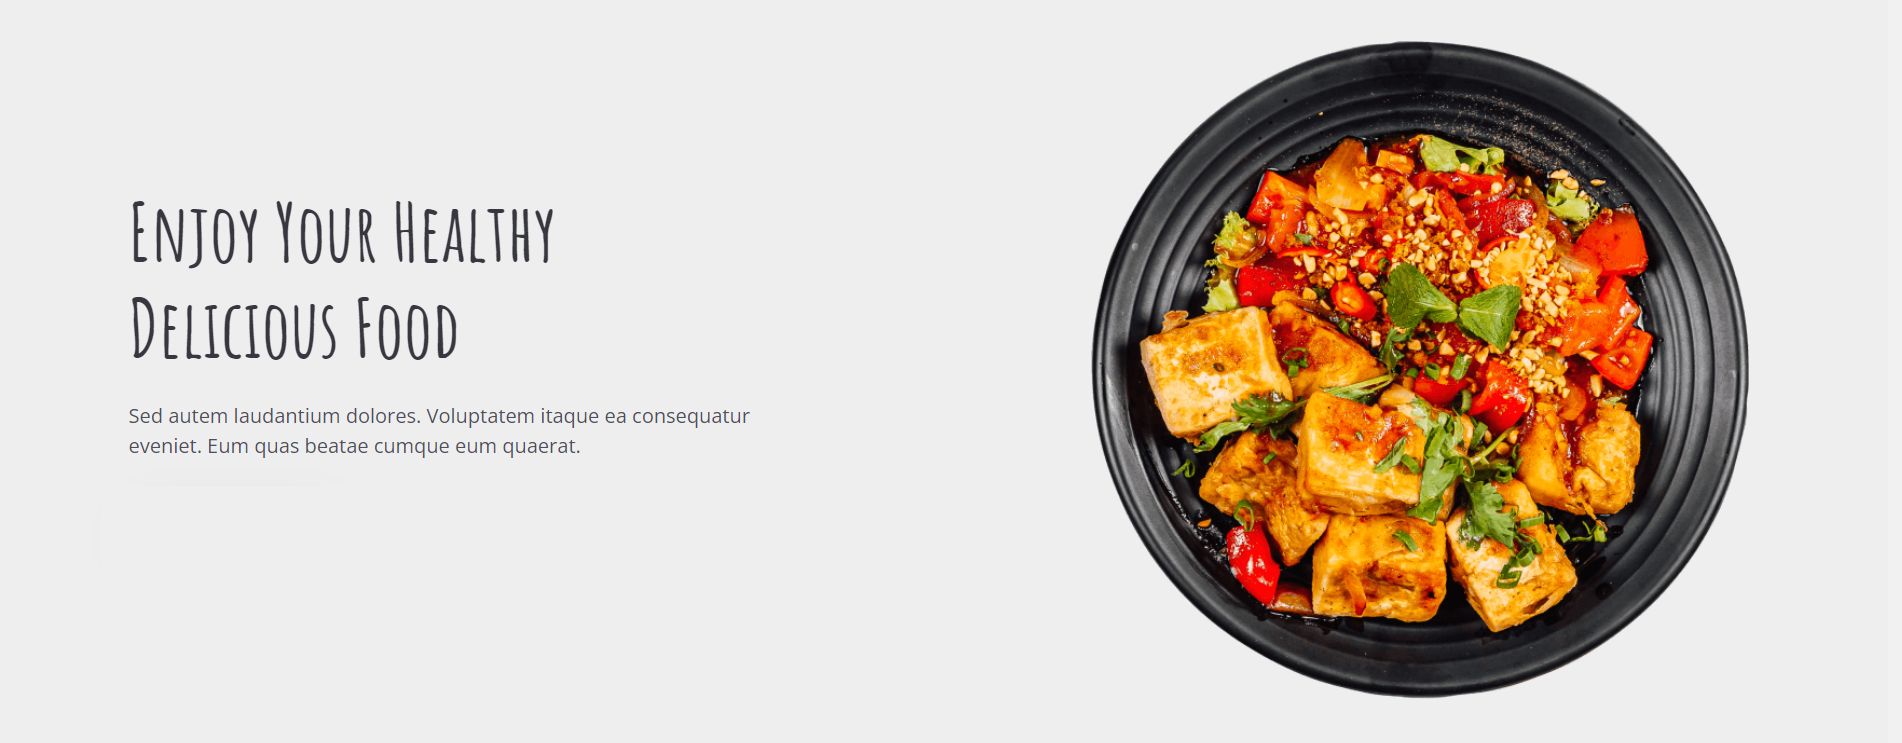 Enjoy Your Healthy
Delicious Food
Sed autem laudantium dolores. Voluptatem itaque ea consequatur
eveniet. Eum quas beatae cumque eum quaerat.